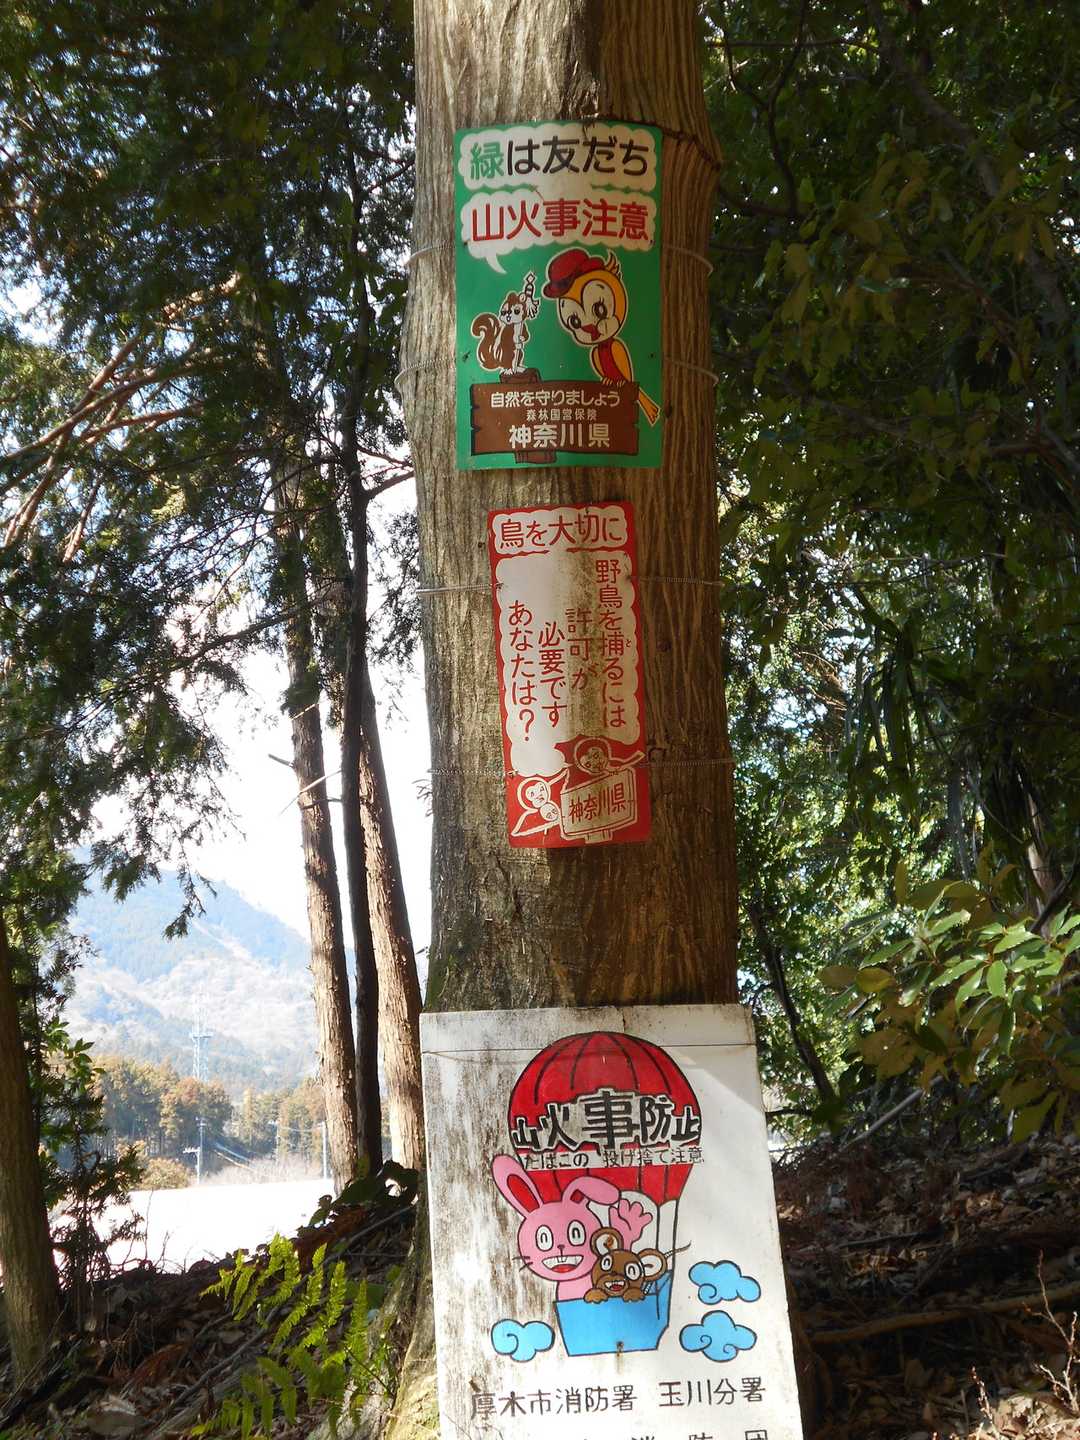 緑は友だち
山火事注意
自然を守りましょう
森林国営保険
神奈川県
鳥を大切に
野鳥を捕るには
許可が
必要です
あなたは?
神奈川県
山火事防止
たばこの 投げ捨て注意
厚木市消防署 玉川分署
消防団